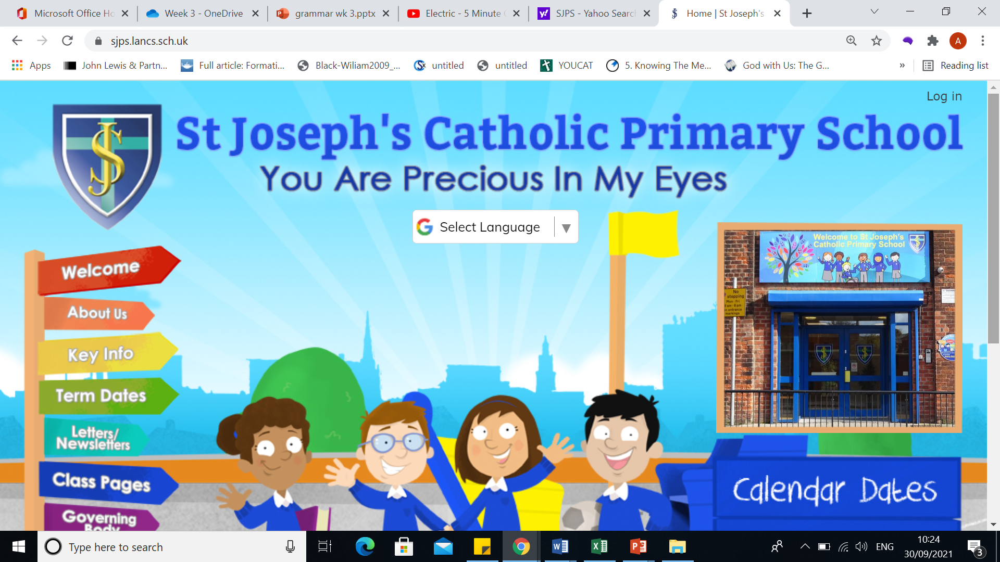 Microsoft Office Ho
Week 3 - OneDrive
grammar wk 3.pptx
Electric - 5 Minute
SJPS - Yahoo Searc
Home | St Joseph's
sjps.lancs.sch.uk
A
Apps
John Lewis & Partn...
Full article: Formati...
Black-Wiliam2009_...
untitled
untitled
YOUCAT
5. Knowing The Me...
God with Us: The G...
»
Reading list
Log in
St Joseph's Catholic Primary School
You Are Precious In My Eyes
Select Language
Welcome to St Joseph's
Catholic Primary School
No
stopping
Mon - Fri
Welcome
About Us
Key Info
Term Dates
Letters/
Newsletters
Class Pages
Governing
Body
Calendar Dates
Type here to search
ENG
10:24
30/09/2021
3